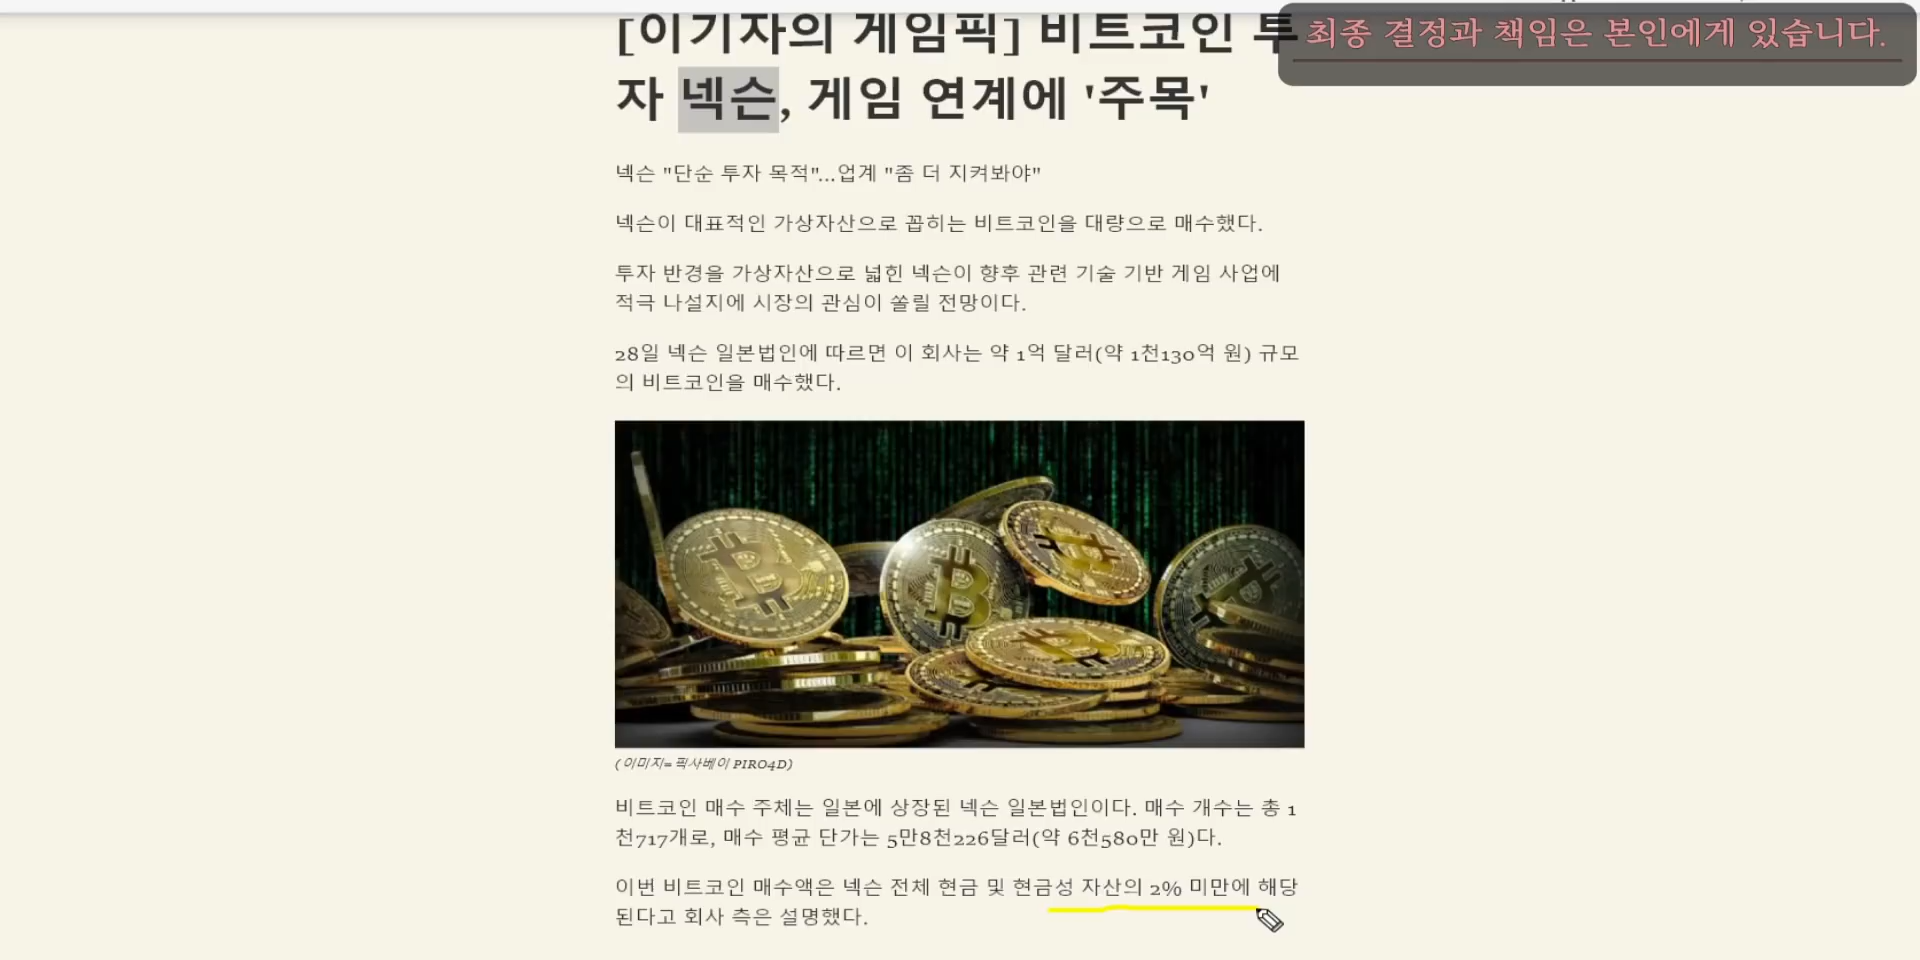 [이기자의 게임픽] 비트코인 투
최종 결정과 책임은 본인에게 있습니다.
자 넥슨, 게임 연계에 '주목'
넥슨 "단순 투자 목적"...업계 "좀 더 지켜봐야"
넥슨이 대표적인 가상자산으로 꼽히는 비트코인을 대량으로 매수했다.
투자 반경을 가상자산으로 넓힌 넥슨이 향후 관련 기술 기반 게임 사업에
적극 나설지에 시장의 관심이 쏠릴 전망이다.
28일 넥슨 일본법인에 따르면 이 회사는 약 1억 달러(약 1천130억 원) 규모
의 비트코인을 매수했다.
(이미지=픽사베이 PIRO4D)
비트코인 매수 주체는 일본에 상장된 넥슨 일본법인이다. 매수 개수는 총 1
천717개로, 매수 평균 단가는 5만8천226달러(약 6천580만 원)다.
이번 비트코인 매수액은 넥슨 전체 현금 및 현금성 자산의 2% 미만에 해당
된다고 회사 측은 설명했다.